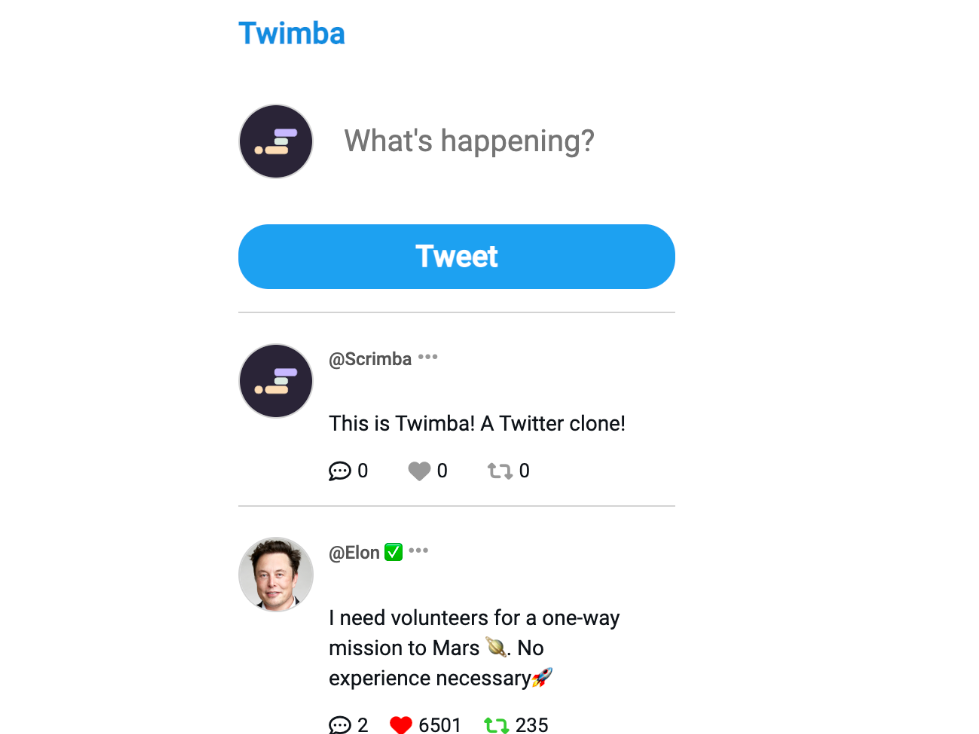 Twimba
What's happening?
Tweet
@Scrimba
This is Twimba! A Twitter clone!
0 0 0
@Elon ✅
I need volunteers for a one-way
mission to Mars 🪐. No
experience necessary🚀
2 6501 235